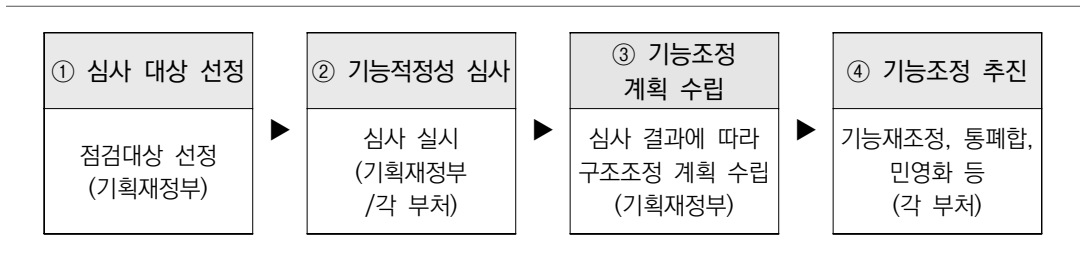 ① 심사 대상 선정
점검대상 선정
(기획재정부)
▶
② 기능적정성 심사
심사 실시
(기획재정부
/각 부처)
▶
③ 기능조정
계획 수립
심사 결과에 따라
구조조정 계획 수립
(기획재정부)
▶
④ 기능조정 추진
기능재조정, 통폐합,
민영화 등
(각 부처)